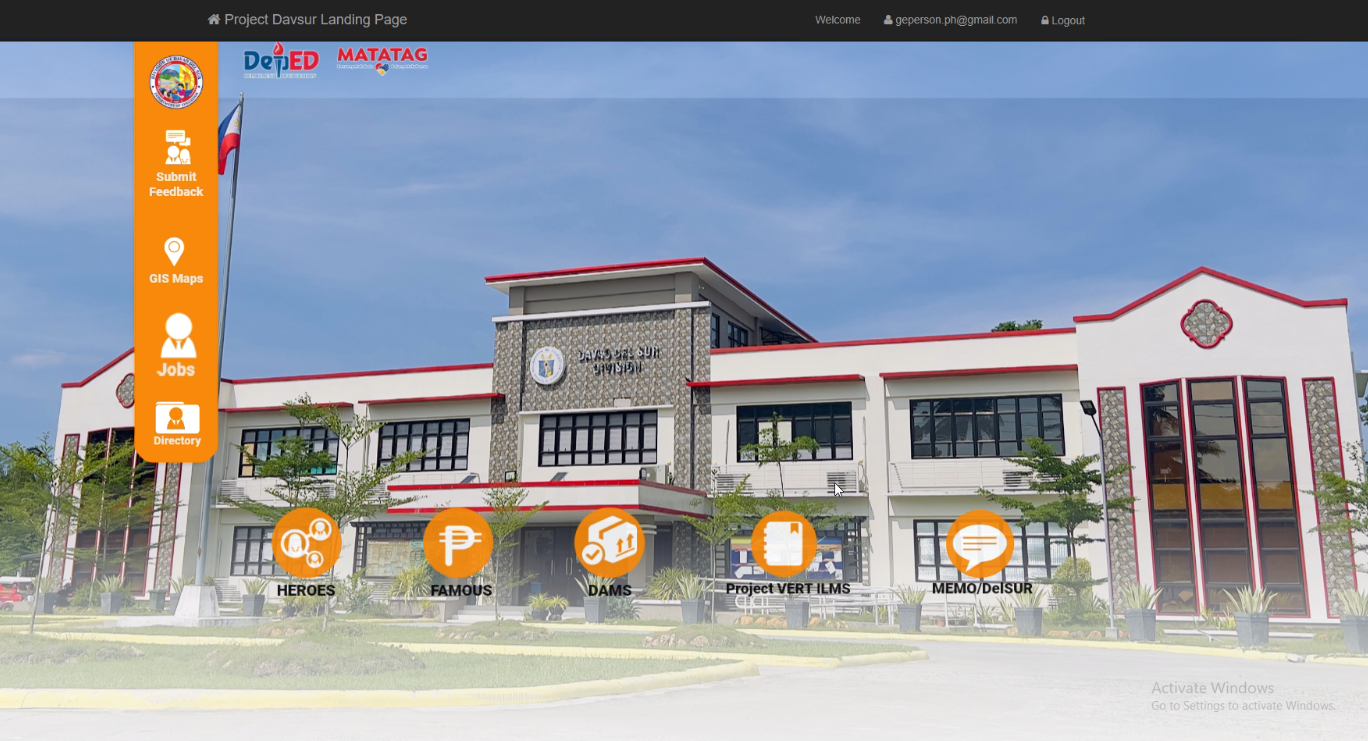 Project Davsur Landing Page
Welcome
geperson.ph@gmail.com
Logout
DepED
MATATAG
Submit
Feedback
GIS Maps
Jobs
Directory
DAVAO DEL SUR
DIVISION
HEROES
FAMOUS
DAMS
Project VERT ILMS
MEMO/DelSUR
Activate Windows
Go to Settings to activate Windows.